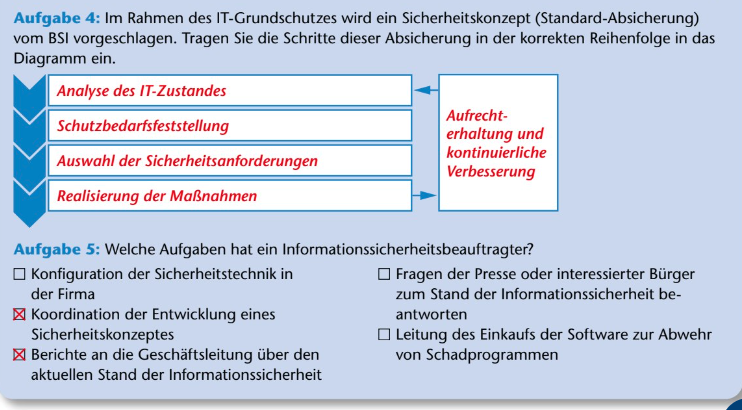 Aufgabe 4: Im Rahmen des IT-Grundschutzes wird ein Sicherheitskonzept (Standard-Absicherung)
vom BSI vorgeschlagen. Tragen Sie die Schritte dieser Absicherung in der korrekten Reihenfolge in das
Diagramm ein.
Analyse des IT-Zustandes
Schutzbedarfsfeststellung
Auswahl der Sicherheitsanforderungen
Realisierung der Maßnahmen
Aufrecht-
erhaltung und
kontinuierliche
Verbesserung
Aufgabe 5: Welche Aufgaben hat ein Informationssicherheitsbeauftragter?
☐ Konfiguration der Sicherheitstechnik in
der Firma
☒ Koordination der Entwicklung eines
Sicherheitskonzeptes
☒ Berichte an die Geschäftsleitung über den
aktuellen Stand der Informationssicherheit
☐ Fragen der Presse oder interessierter Bürger
zum Stand der Informationssicherheit be-
antworten
☐ Leitung des Einkaufs der Software zur Abwehr
von Schadprogrammen